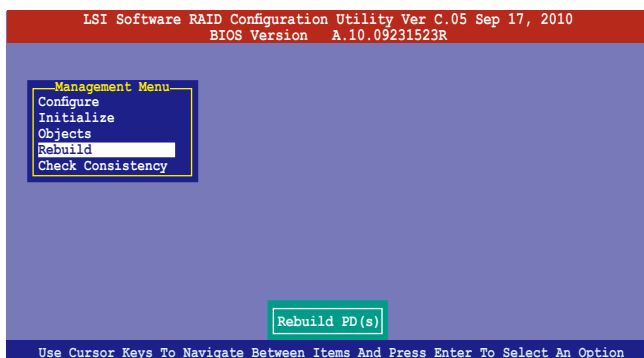 LSI Software RAID Configuration Utility Ver C.05 Sep 17, 2010
BIOS Version A.10.09231523R
Management Menu
Configure
Initialize
Objects
Rebuild
Check Consistency
Rebuild PD(s)
Use Cursor Keys To Navigate Between Items And Press Enter To Select An Option